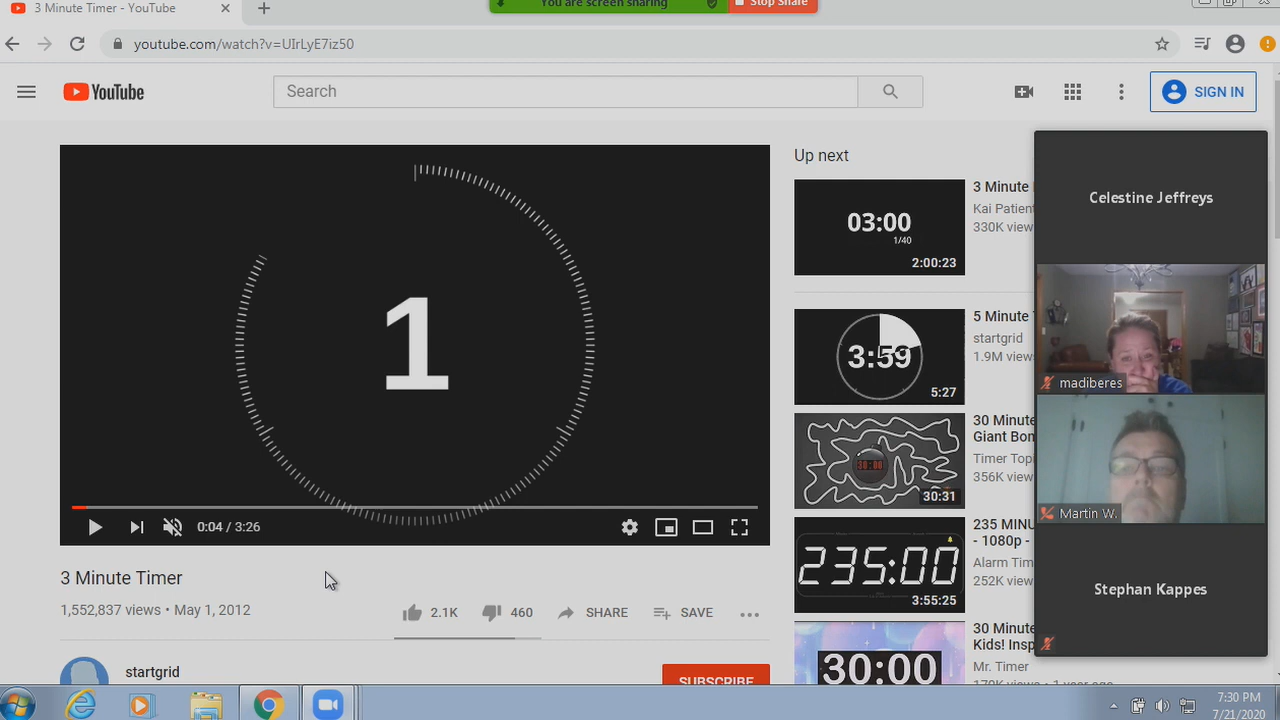 3 Minute Timer - YouTube
You are screen sharing
Stop Share
youtube.com/watch?v=UIrLyE7iz50
YouTube
Search
SIGN IN
1
0:04 / 3:26
3 Minute Timer
1,552,837 views • May 1, 2012
2.1K
460
SHARE
SAVE
startgrid
SUBSCRIBE
Up next
03:00
1/40
2:00:23
3 Minute
Kai Patient
330K view
3:59
5:27
5 Minute
startgrid
1.9M view
30:00
30:31
30 Minute
Giant Bon
Timer Top
356K view
235:00
3:55:25
235 MINU
- 1080p -
Alarm Tim
252K view
30:00
30 Minute
Kids! Insp
Mr. Timer
Celestine Jeffreys
madiberes
Martin W.
Stephan Kappes
7:30 PM
7/21/2020